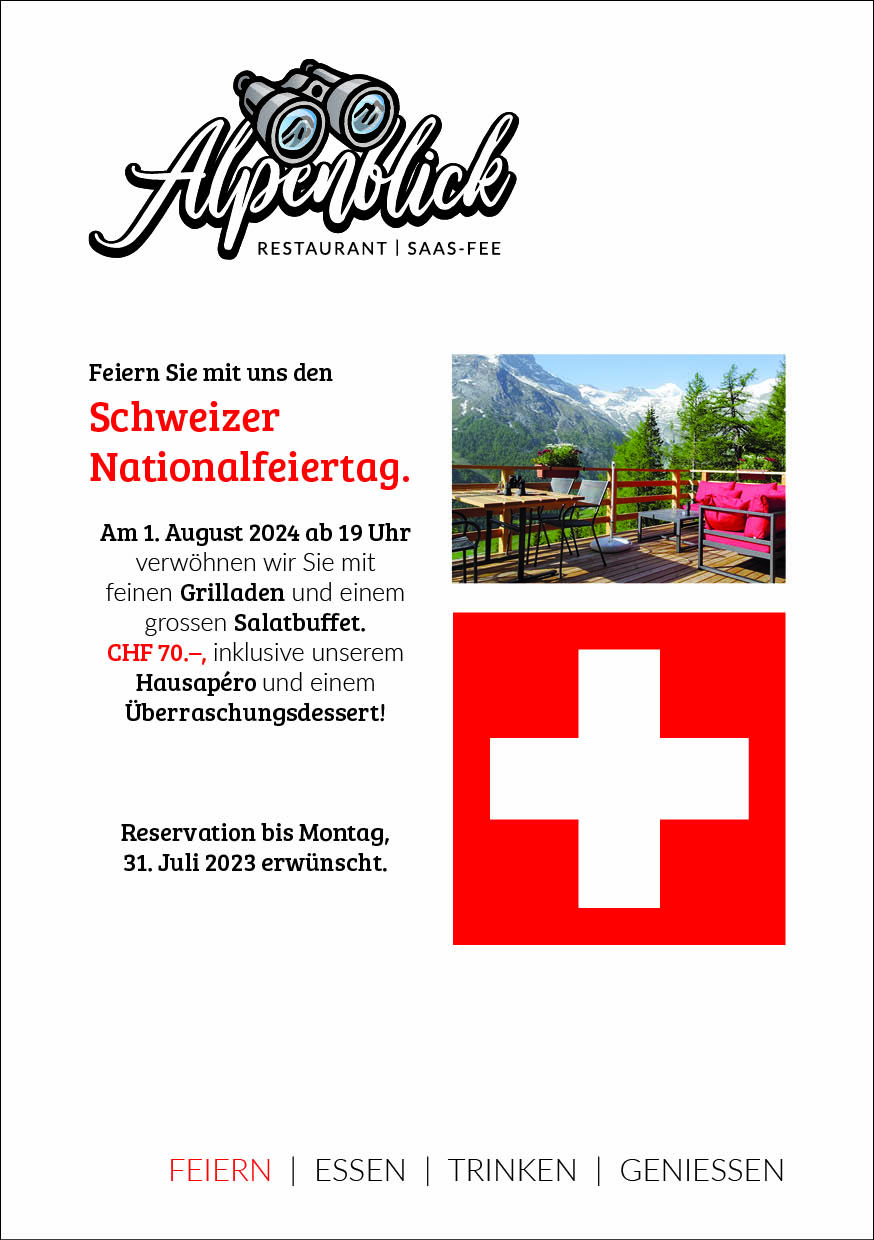 Alpenblick
RESTAURANT | SAAS-FEE
Feiern Sie mit uns den
Schweizer
Nationalfeiertag.
Am 1. August 2024 ab 19 Uhr
verwöhnen wir Sie mit
feinen Grilladen und einem
grossen Salatbuffet.
CHF 70.–, inklusive unserem
Hausapéro und einem
Überraschungsdessert!
Reservation bis Montag,
31. Juli 2023 erwünscht.
FEIERN | ESSEN | TRINKEN | GENIESSEN